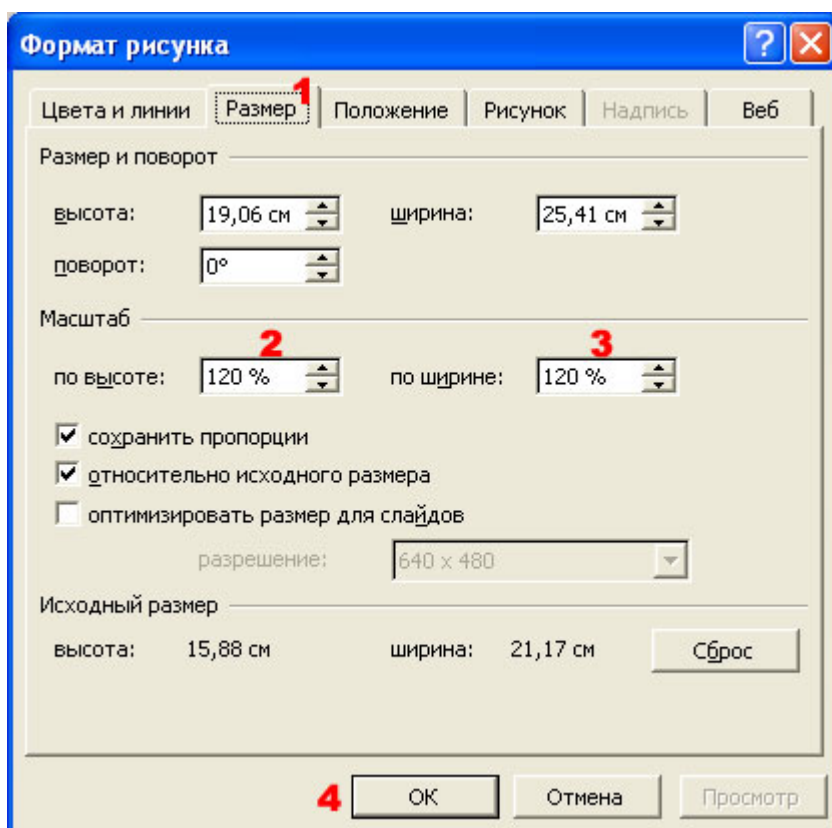 Формат рисунка
1
Цвета и линии Размер Положение Рисунок Надпись Веб
Размер и поворот
высота: 19,06 см ширина: 25,41 см
поворот: 0°
Масштаб
2 3
по высоте: 120 % по ширине: 120 %
сохранить пропорции
относительно исходного размера
оптимизировать размер для слайдов
разрешение: 640 x 480
Исходный размер
высота: 15,88 см ширина: 21,17 см Сброс
4 ОК Отмена Просмотр